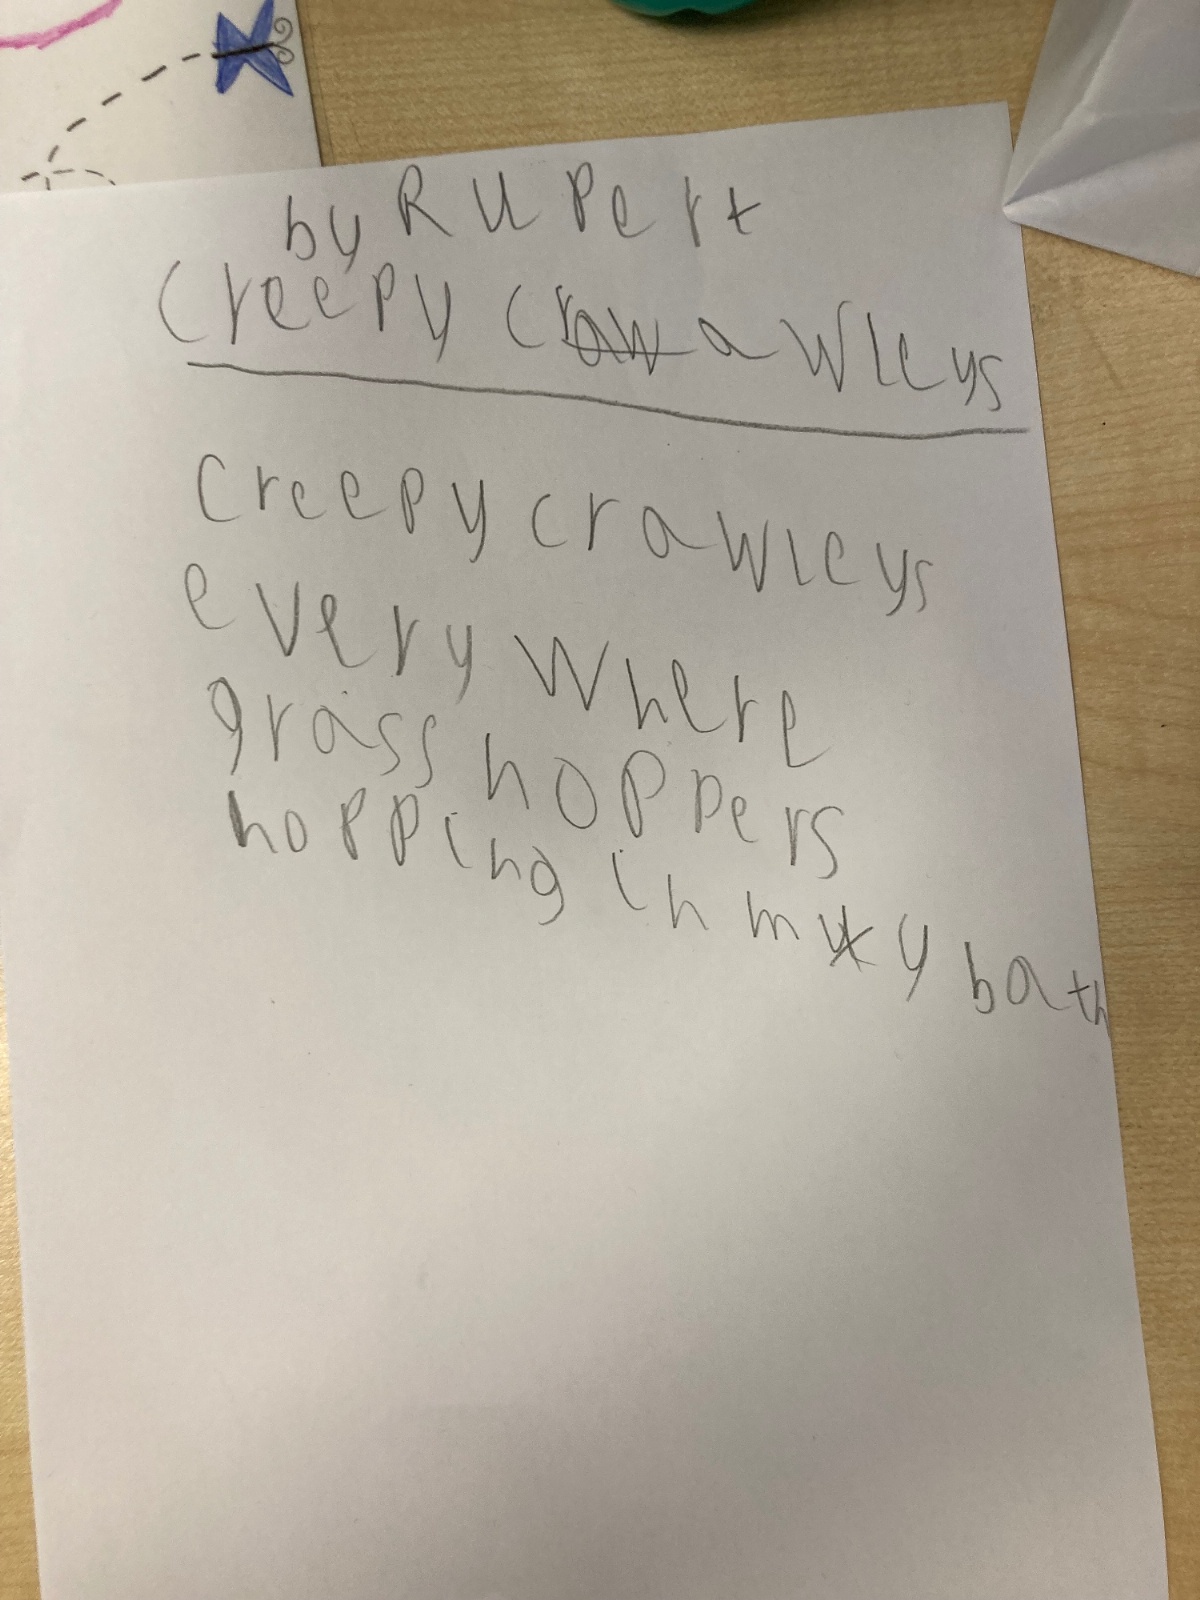 by Rupert
Creepy crawleys
Creepy crawleys
every where
grass hoppers
hopping in my bath